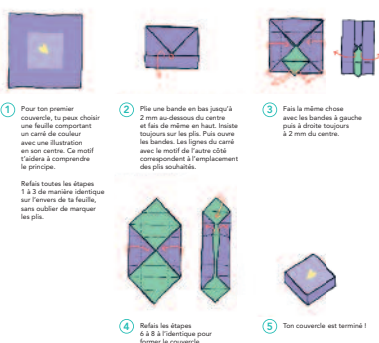 1 Pour ton premier
couvercle, tu peux choisir
une feuille comportant
un carré de couleur
avec une illustration
en son centre. Ce motif
t'aidera à comprendre
le principe.
Refais toutes les étapes
1 à 3 de manière identique
sur l'envers de ta feuille,
sans oublier de marquer
les plis.
2 Plie une bande en bas jusqu'à
2 mm au-dessous du centre
et fais de même en haut. Insiste
toujours sur les plis. Puis ouvre
les bandes. Les lignes du carré
avec le motif de l'autre côté
correspondent à l'emplacement
des plis souhaités.
3 Fais la même chose
avec les bandes à gauche
puis à droite toujours
à 2 mm du centre.
4 Refais les étapes
6 à 8 à l'identique pour
former le couvercle
5 Ton couvercle est terminé !